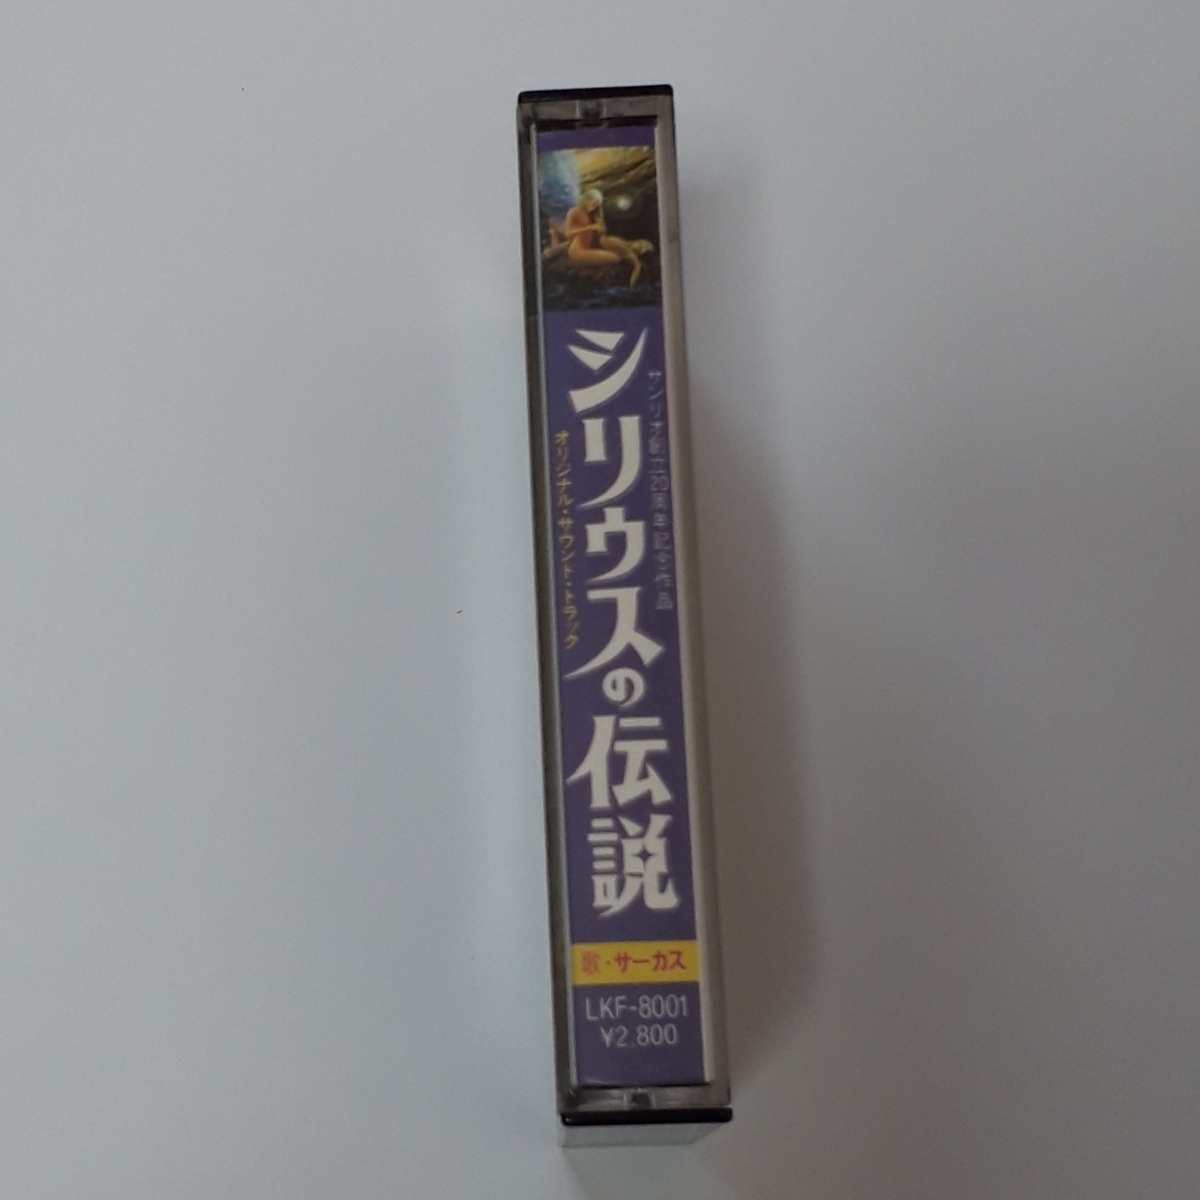 サンリオ創立20周年記念作品
シリウスの伝説
オリジナル・サウンド・トラック
歌・サーカス
LKF-8001
¥2.800